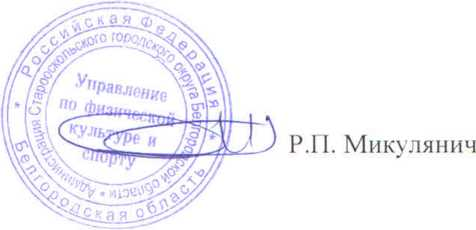 * Российская Федерация *
Белгородская область
Администрация Старооскольского городского округа Белгородской области *
Управление
по физической
культуре и
спорту
Р.П. Микулянич